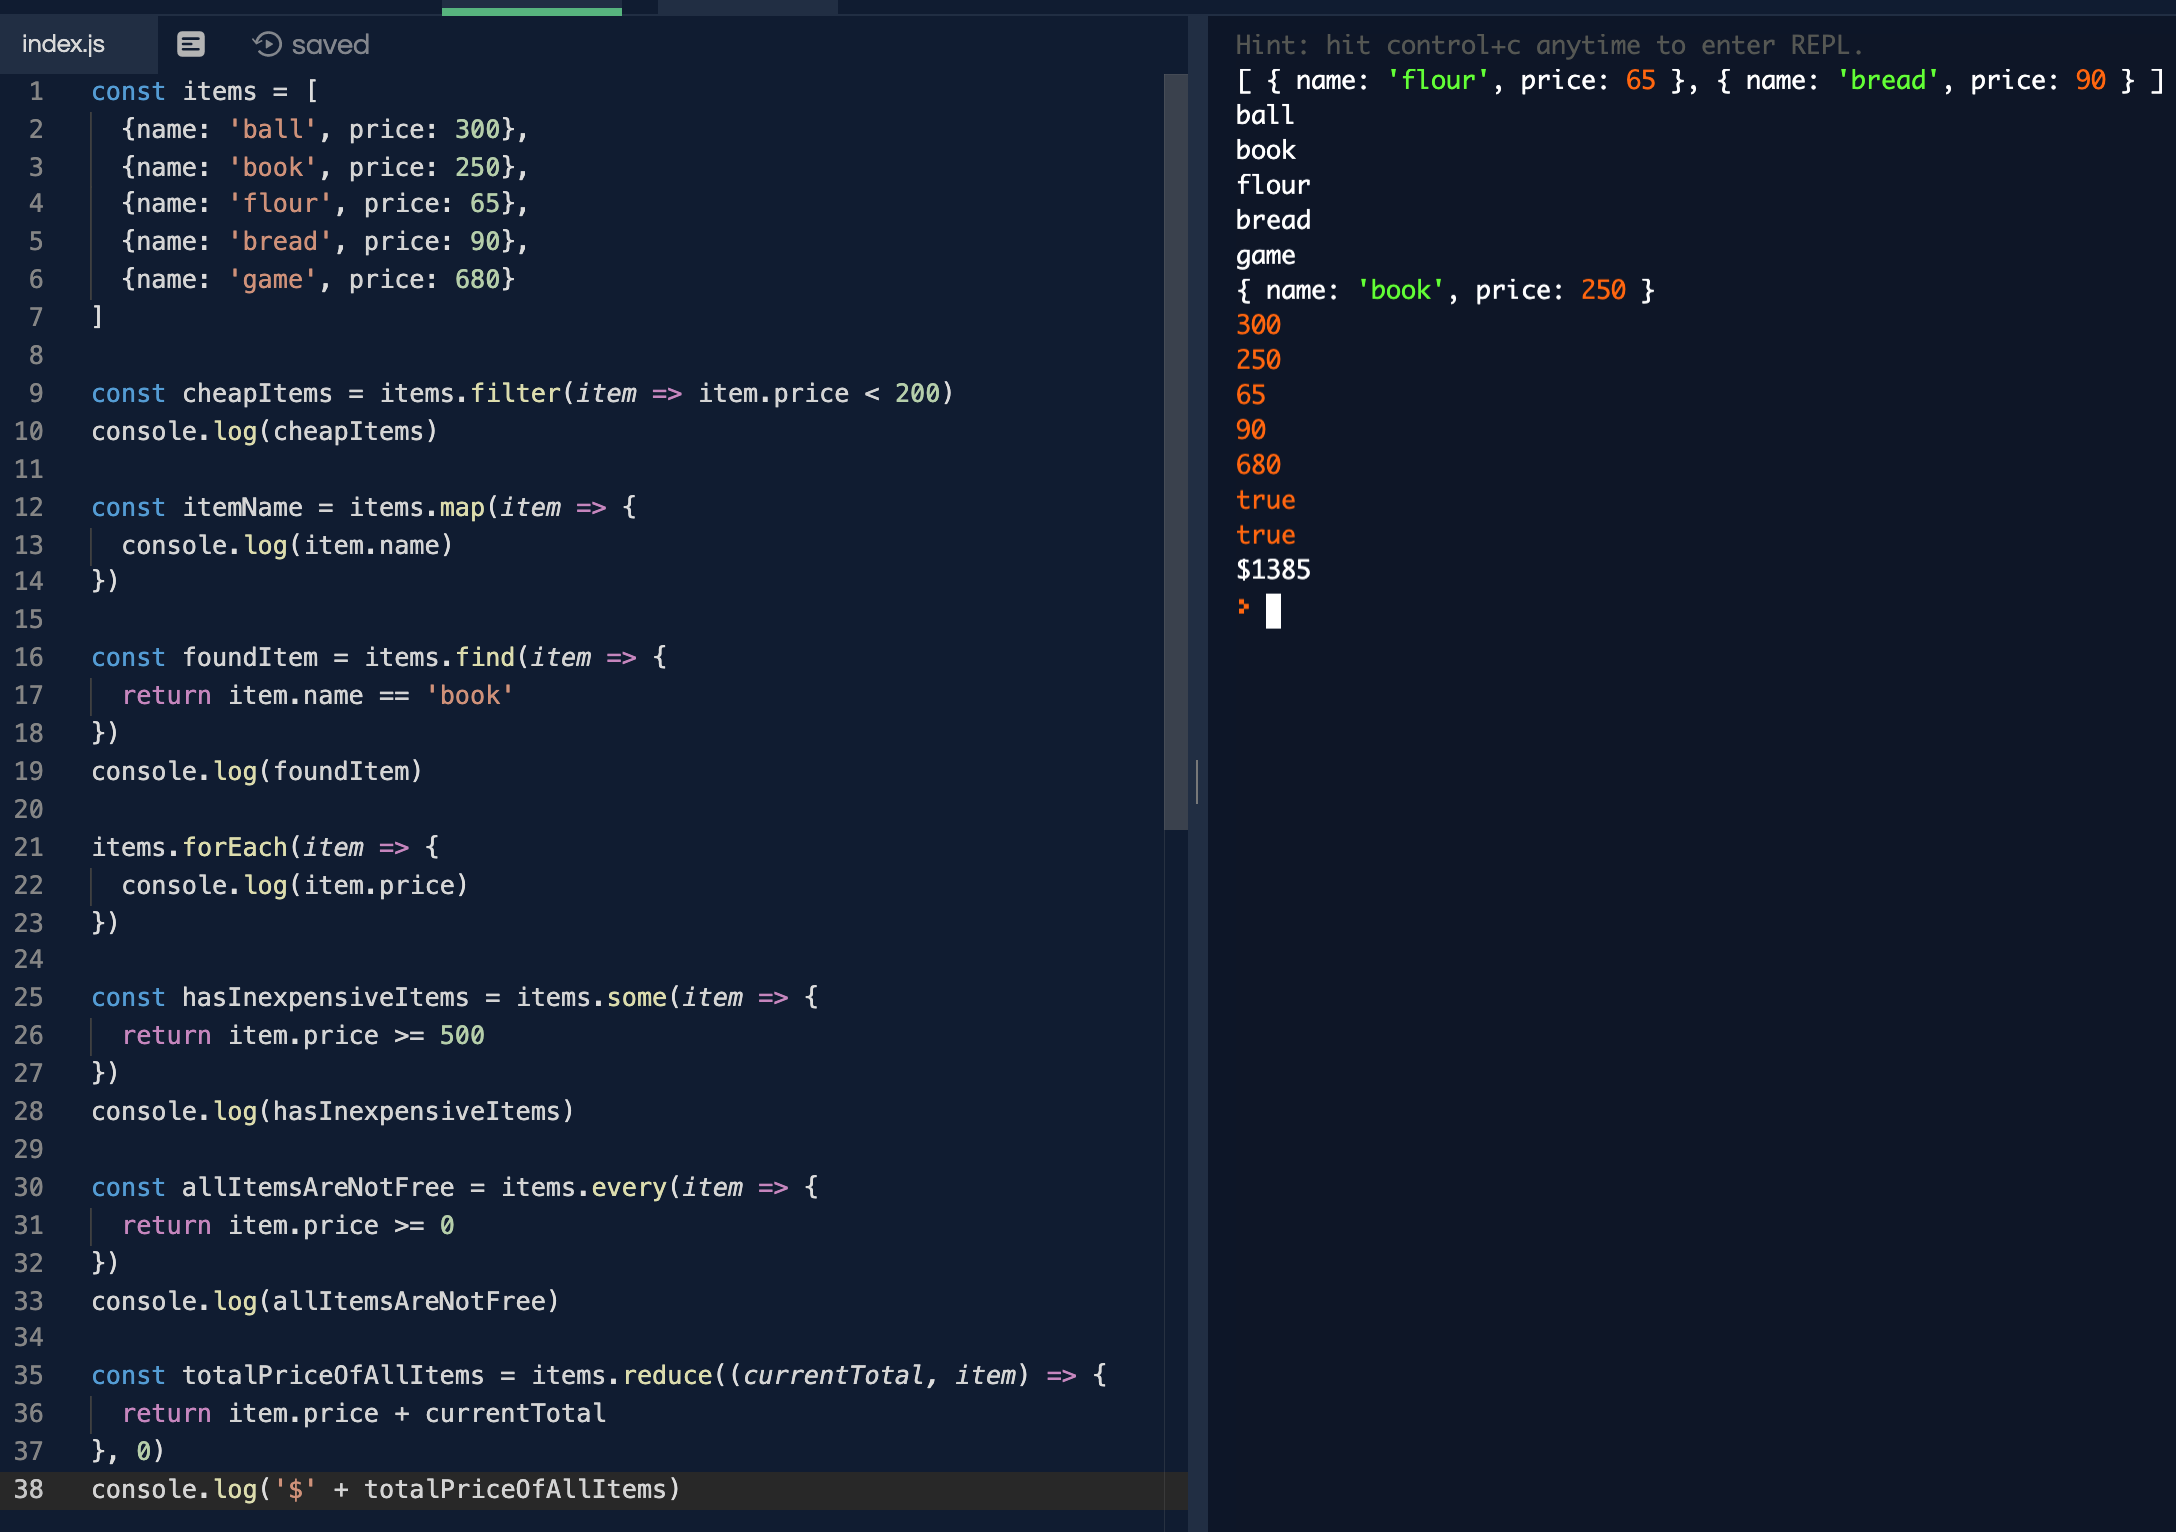 index.js saved
1 const items = [
2   {name: 'ball', price: 300},
3   {name: 'book', price: 250},
4   {name: 'flour', price: 65},
5   {name: 'bread', price: 90},
6   {name: 'game', price: 680}
7 ]
8
9 const cheapItems = items.filter(item => item.price < 200)
10 console.log(cheapItems)
11
12 const itemName = items.map(item => {
13   console.log(item.name)
14 })
15
16 const foundItem = items.find(item => {
17   return item.name == 'book'
18 })
19 console.log(foundItem)
20
21 items.forEach(item => {
22   console.log(item.price)
23 })
24
25 const hasInexpensiveItems = items.some(item => {
26   return item.price >= 500
27 })
28 console.log(hasInexpensiveItems)
29
30 const allItemsAreNotFree = items.every(item => {
31   return item.price >= 0
32 })
33 console.log(allItemsAreNotFree)
34
35 const totalPriceOfAllItems = items.reduce((currentTotal, item) => {
36   return item.price + currentTotal
37 }, 0)
38 console.log('$' + totalPriceOfAllItems)
Hint: hit control+c anytime to enter REPL.
[ { name: 'flour', price: 65 }, { name: 'bread', price: 90 } ]
ball
book
flour
bread
game
{ name: 'book', price: 250 }
300
250
65
90
680
true
true
$1385
>